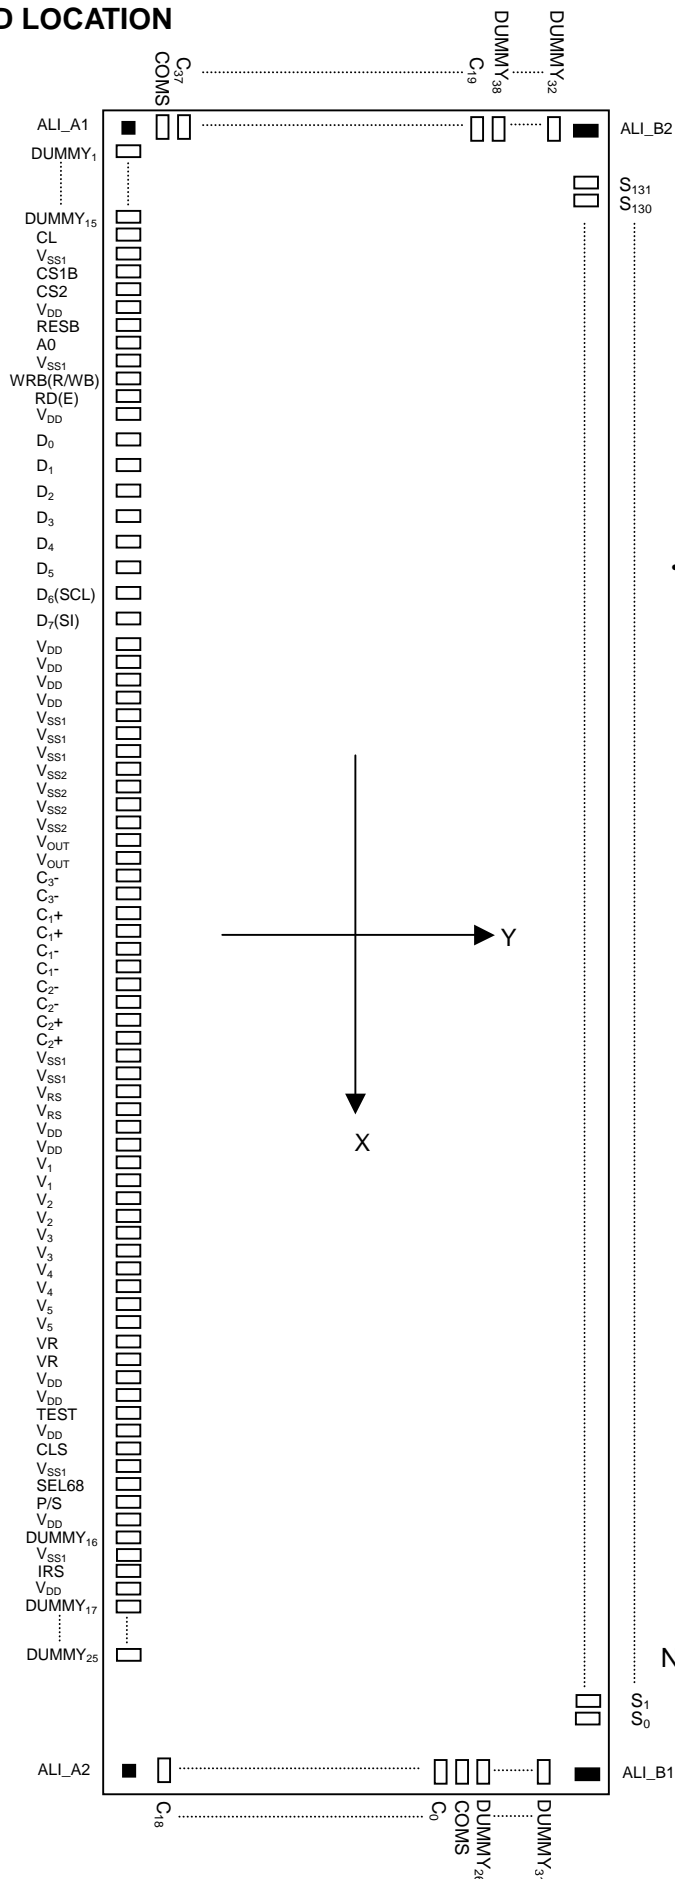 D LOCATION
COMS
C37
C19
DUMMY38
DUMMY32
ALI_A1
ALI_B2
DUMMY1
S131
S130
DUMMY15
CL
VSS1
CS1B
CS2
VDD
RESB
A0
VSS1
WRB(R/WB)
RD(E)
VDD
D0
D1
D2
D3
D4
D5
D6(SCL)
D7(SI)
VDD
VDD
VDD
VDD
VSS1
VSS1
VSS1
VSS2
VSS2
VSS2
VSS2
VOUT
VOUT
C3-
C3-
C1+
C1+
Y
C1-
C1-
C2-
C2-
C2+
C2+
VSS1
VSS1
VRS
VRS
VDD
VDD
X
V1
V1
V2
V2
V3
V3
V4
V4
V5
V5
VR
VR
VDD
VDD
TEST
VDD
CLS
VSS1
SEL68
P/S
VDD
DUMMY16
VSS1
IRS
VDD
DUMMY17
DUMMY25
N
S1
S0
ALI_A2
ALI_B1
C18
C0
COMS
DUMMY26